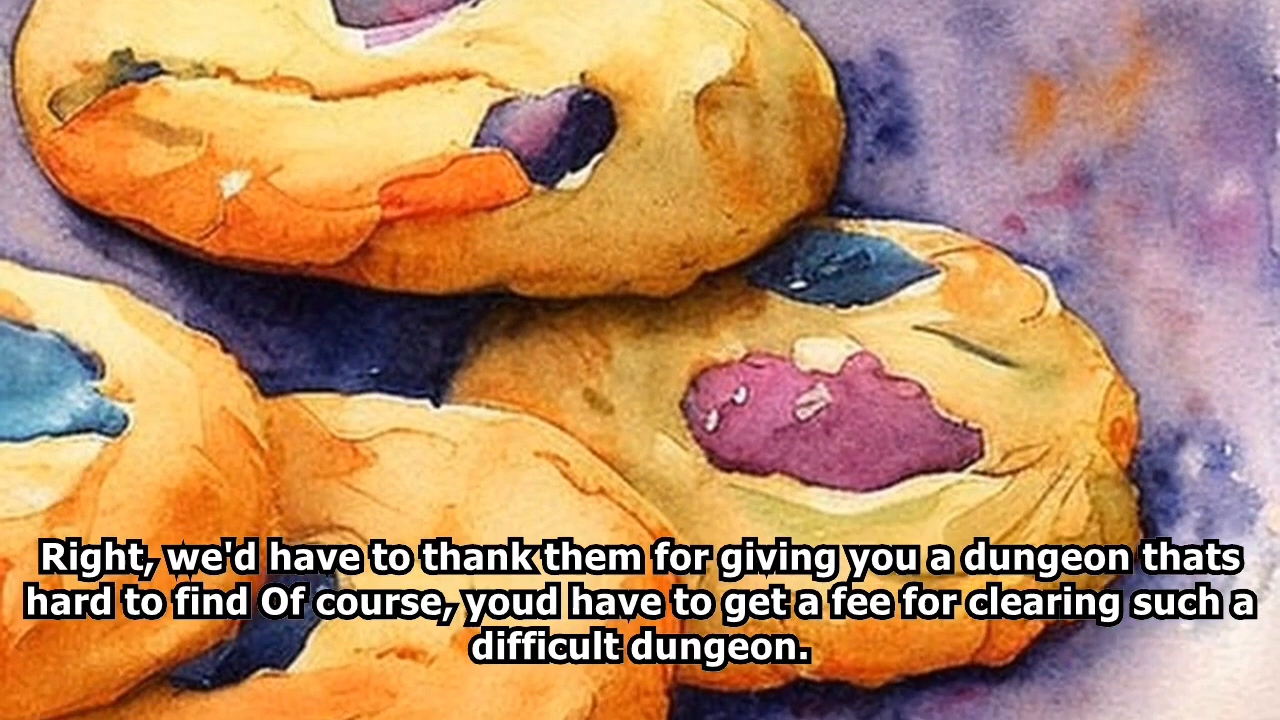 Right, we'd have to thank them for giving you a dungeon thats
hard to find Of course, youd have to get a fee for clearing such a
difficult dungeon.